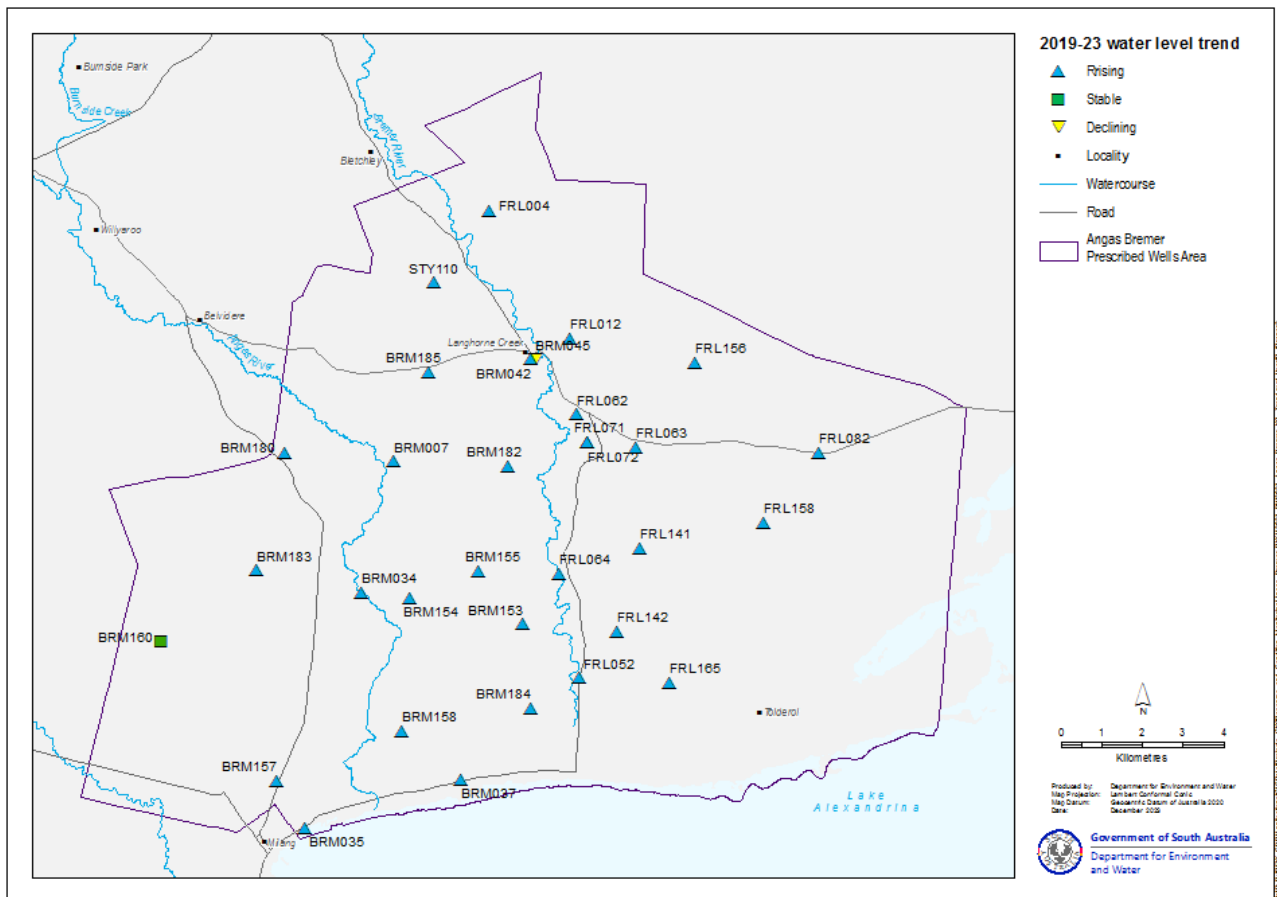 2019-23 water level trend
Rrising
Stable
Declining
Locality
Watercourse
Road
Angas Bremer
Prescribed Wells Area
Burnside Park
Burnside Creek
Bremer River
Bletchley
FRL004
Willyaroo
STY110
Belvidere
Angas River
FRL012
Langhorne Creek
BRM045
BRM185
BRM042
FRL156
FRL062
FRL071
FRL063
BRM180
BRM007
BRM182
FRL072
FRL082
FRL158
FRL141
BRM183
BRM155
FRL064
BRM034
BRM154
BRM153
FRL142
BRM160
FRL052
FRL165
BRM184
Tolderol
BRM158
BRM157
BRM037
Lake
Alexandrina
BRM035
Milang
N
0 1 2 3 4
Kilometres
Produced by: Department for Environment and Water
Map Projection: Lambert Conformal Conic
Map Datum: Geocentric Datum of Australia 2020
Date: December 2023
Government of South Australia
Department for Environment
and Water